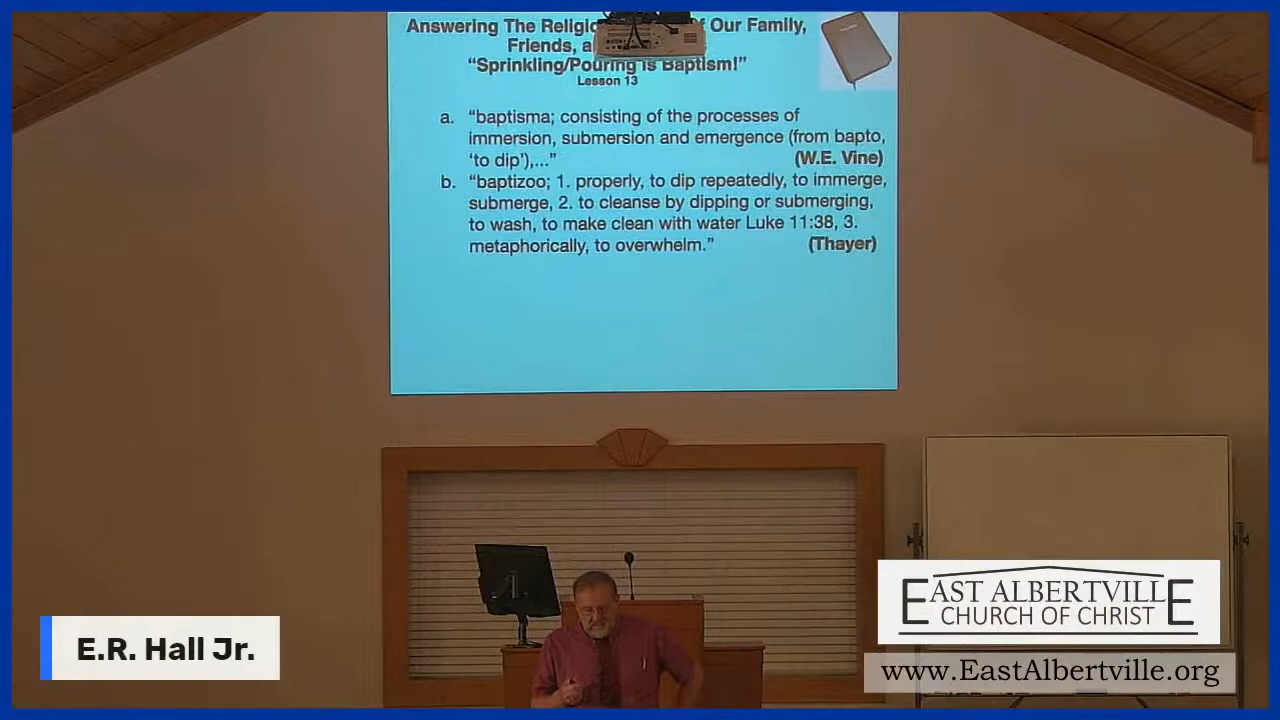 Answering The Religio Of Our Family,
Friends, a
“Sprinkling/Pouring Is Baptism!”
Lesson 13
a. “baptisma; consisting of the processes of
immersion, submersion and emergence (from bapto,
‘to dip’),...” (W.E. Vine)
b. “baptizoo; 1. properly, to dip repeatedly, to immerge,
submerge, 2. to cleanse by dipping or submerging,
to wash, to make clean with water Luke 11:38, 3.
metaphorically, to overwhelm.” (Thayer)
E.R. Hall Jr.
EAST ALBERTVILLE
CHURCH OF CHRIST
www.EastAlbertville.org